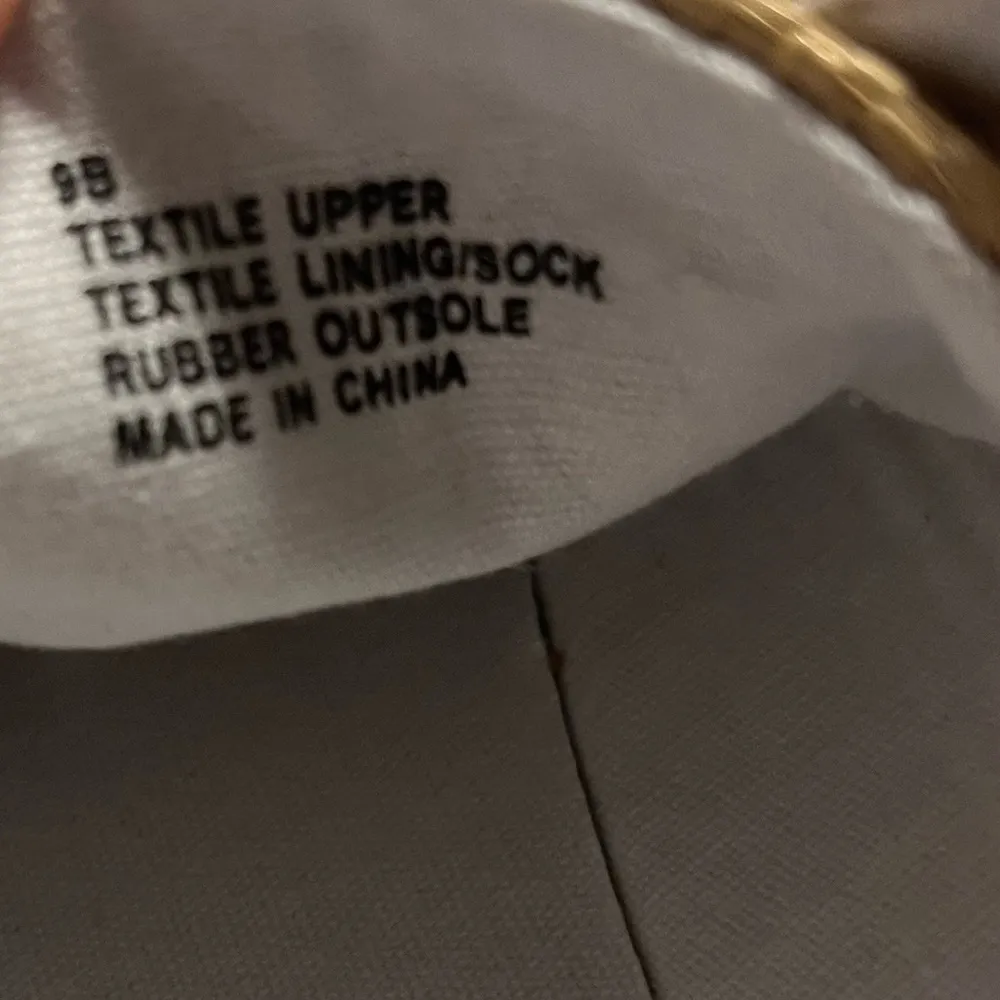 9B
TEXTILE UPPER
TEXTILE LINING/SOCK
RUBBER OUTSOLE
MADE IN CHINA